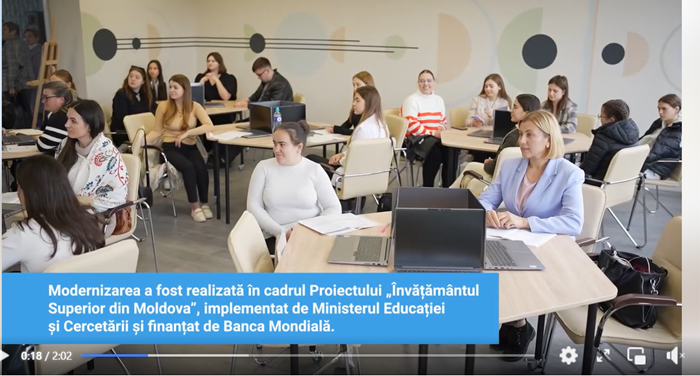 Modernizarea a fost realizată în cadrul Proiectului „Învățământul
Superior din Moldova”, implementat de Ministerul Educației
și Cercetării și finanțat de Banca Mondială.
0:18 / 2:02